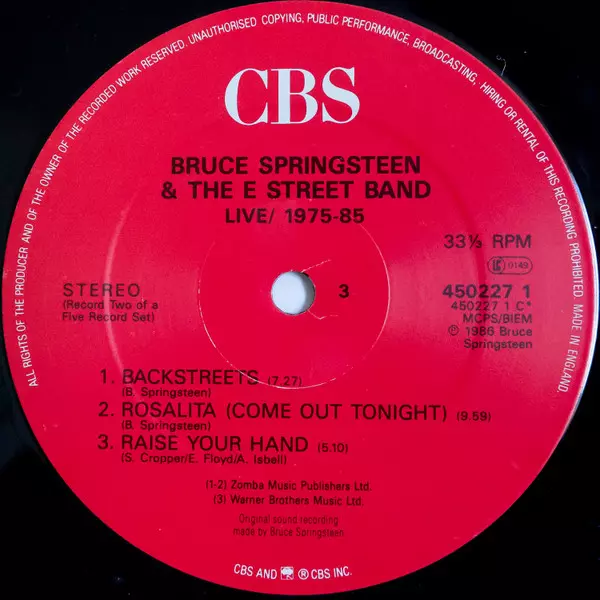 ALL RIGHTS OF THE PRODUCER AND OF THE OWNER OF THE RECORDED WORK RESERVED. UNAUTHORISED COPYING, PUBLIC PERFORMANCE, BROADCASTING, HIRING OR RENTAL OF THIS RECORDING PROHIBITED. MADE IN ENGLAND.
CBS
BRUCE SPRINGSTEEN
& THE E STREET BAND
LIVE/ 1975-85
33⅓ RPM
STEREO
(Record Two of a
Five Record Set)
3
LC 0149
450227 1
450227 1 C*
MCPS/BIEM
℗ 1986 Bruce
Springsteen
1. BACKSTREETS (7.27)
(B. Springsteen)
2. ROSALITA (COME OUT TONIGHT) (9.59)
(B. Springsteen)
3. RAISE YOUR HAND (5.10)
(S. Cropper/E. Floyd/A. Isbell)
(1-2) Zomba Music Publishers Ltd.
(3) Warner Brothers Music Ltd.
Original sound recording
made by Bruce Springsteen
CBS AND ® CBS INC.